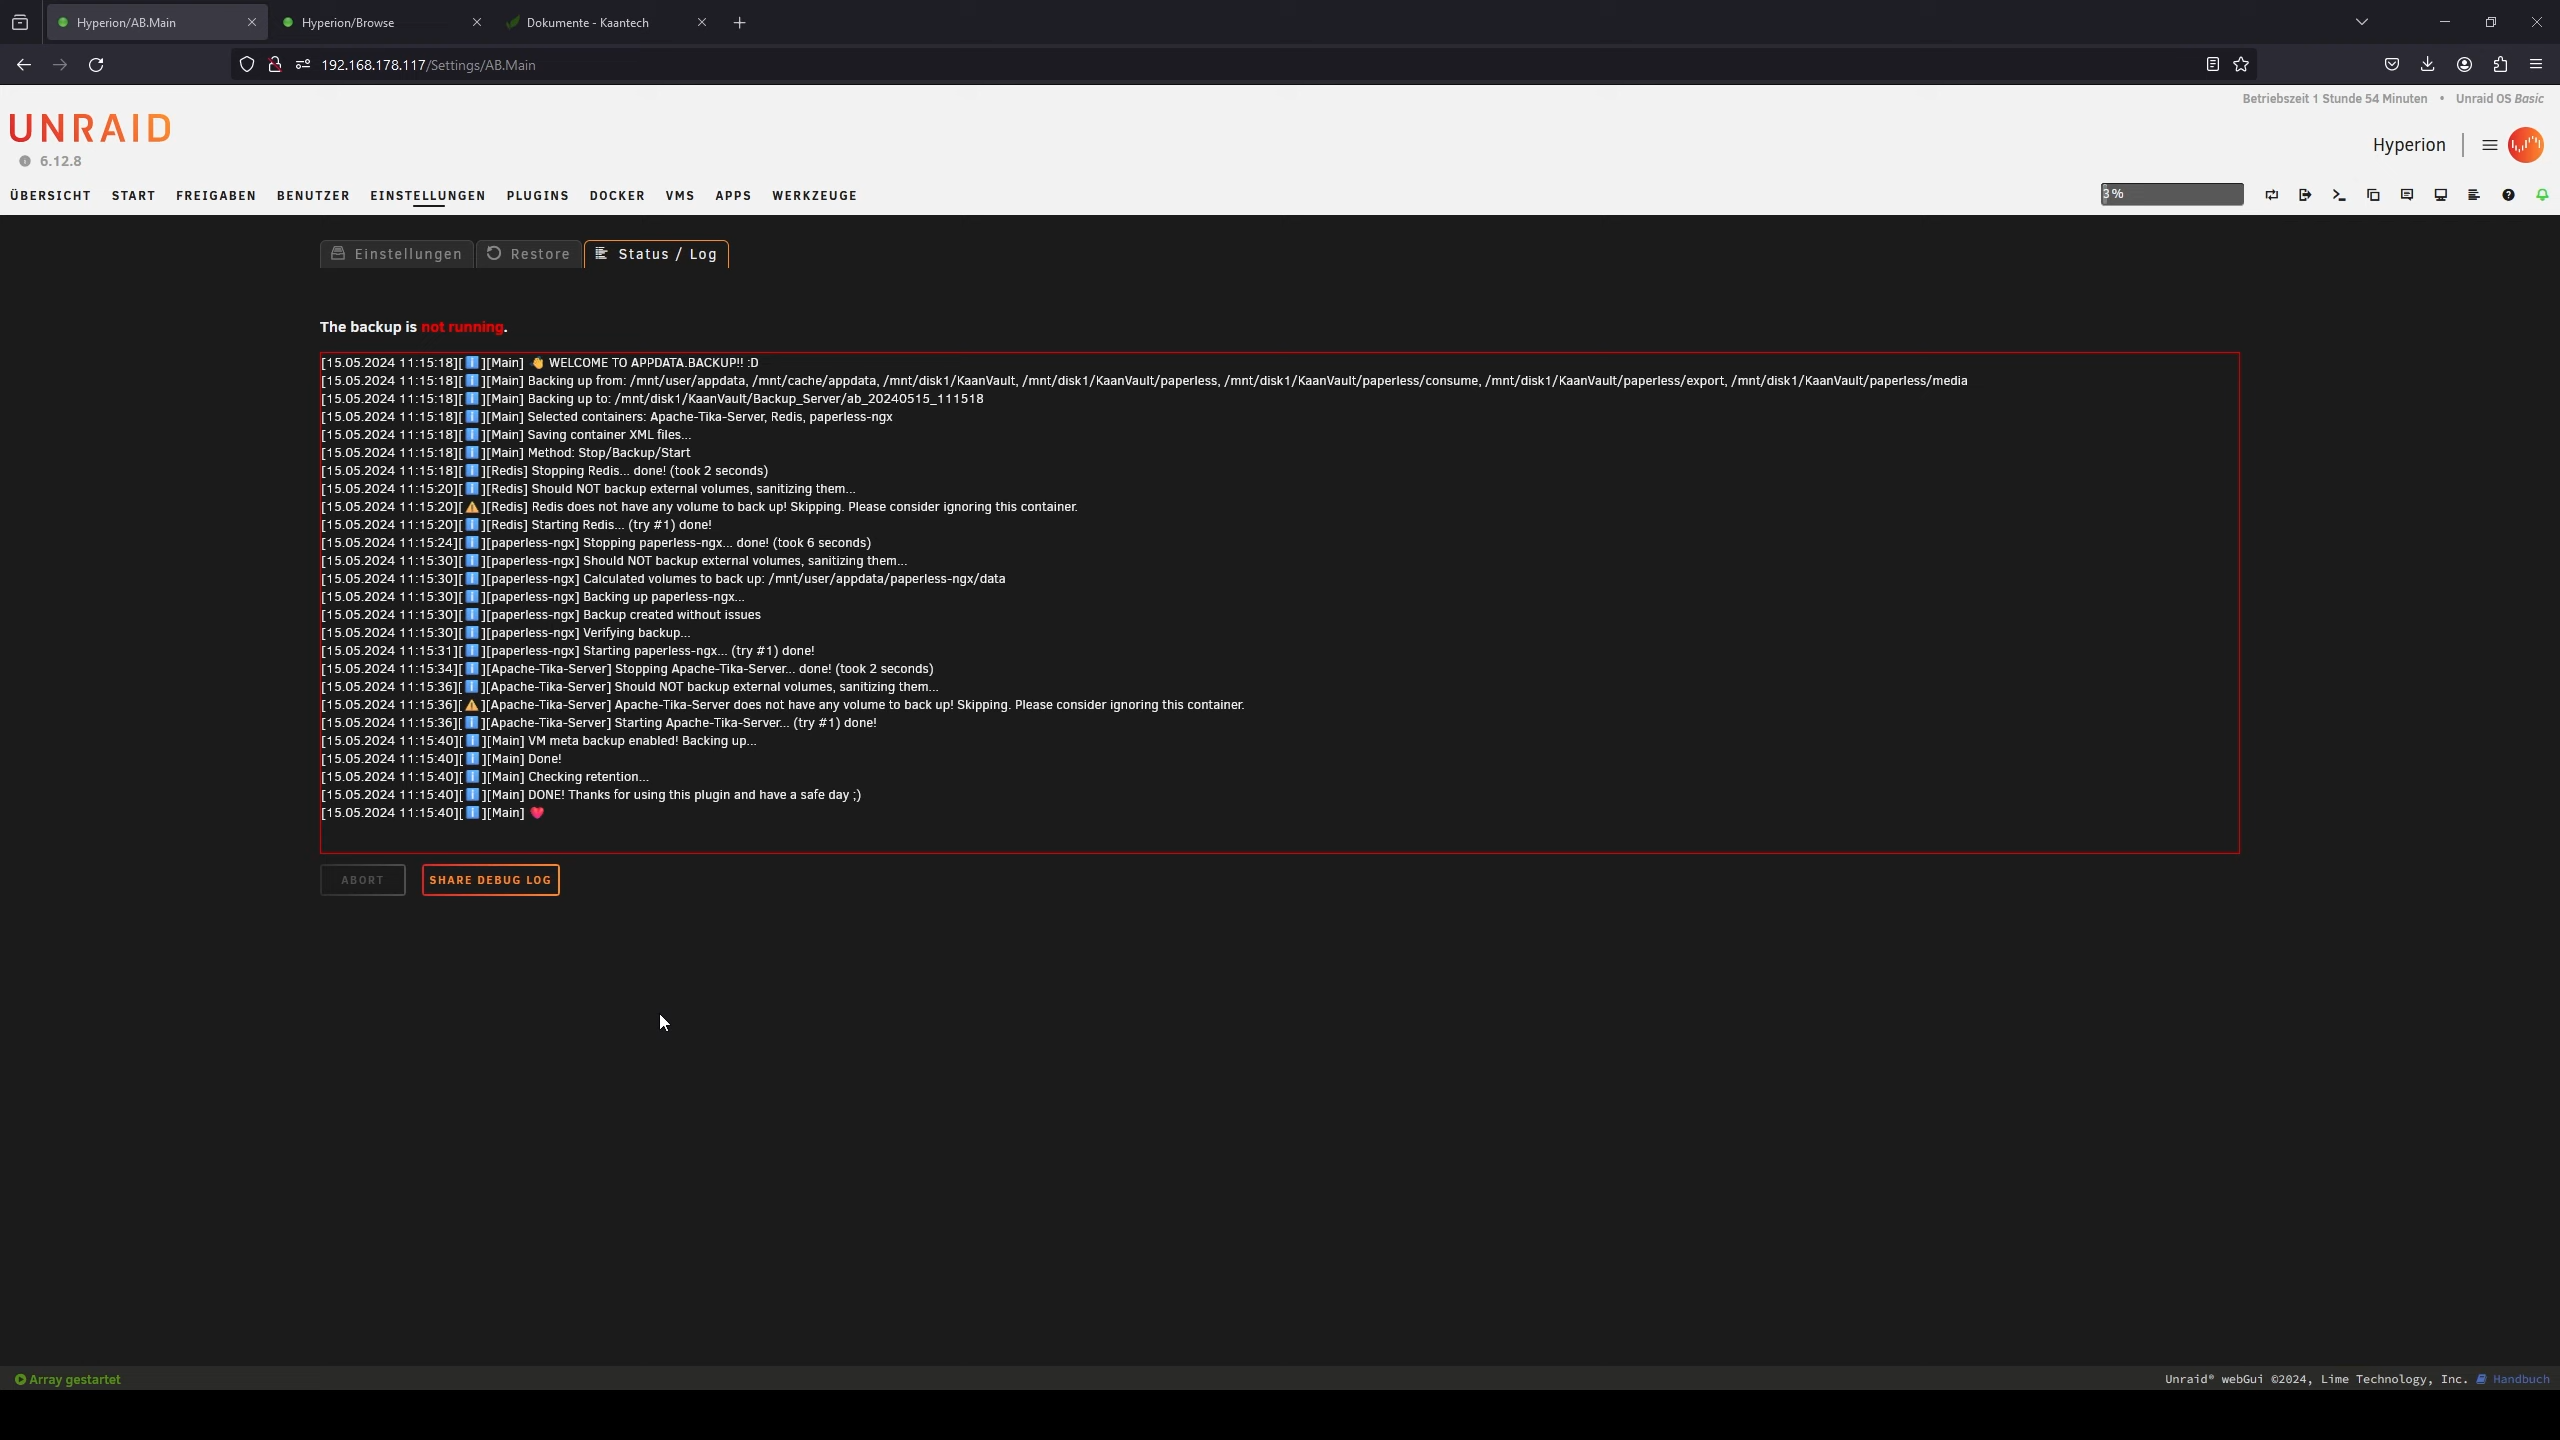 Hyperion/AB.Main
Hyperion/Browse
Dokumente - Kaantech
192.168.178.117/Settings/AB.Main
Betriebszeit 1 Stunde 54 Minuten • Unraid OS Basic
UNRAID
6.12.8
Hyperion
ÜBERSICHT START FREIGABEN BENUTZER EINSTELLUNGEN PLUGINS DOCKER VMS APPS WERKZEUGE
3%
Einstellungen Restore Status / Log
The backup is not running.
[15.05.2024 11:15:18][ℹ️][Main] 👋 WELCOME TO APPDATA.BACKUP!! :D
[15.05.2024 11:15:18][ℹ️][Main] Backing up from: /mnt/user/appdata, /mnt/cache/appdata, /mnt/disk1/KaanVault, /mnt/disk1/KaanVault/paperless, /mnt/disk1/KaanVault/paperless/consume, /mnt/disk1/KaanVault/paperless/export, /mnt/disk1/KaanVault/paperless/media
[15.05.2024 11:15:18][ℹ️][Main] Backing up to: /mnt/disk1/KaanVault/Backup_Server/ab_20240515_111518
[15.05.2024 11:15:18][ℹ️][Main] Selected containers: Apache-Tika-Server, Redis, paperless-ngx
[15.05.2024 11:15:18][ℹ️][Main] Saving container XML files...
[15.05.2024 11:15:18][ℹ️][Main] Method: Stop/Backup/Start
[15.05.2024 11:15:18][ℹ️][Redis] Stopping Redis... done! (took 2 seconds)
[15.05.2024 11:15:20][ℹ️][Redis] Should NOT backup external volumes, sanitizing them...
[15.05.2024 11:15:20][⚠️][Redis] Redis does not have any volume to back up! Skipping. Please consider ignoring this container.
[15.05.2024 11:15:20][ℹ️][Redis] Starting Redis... (try #1) done!
[15.05.2024 11:15:24][ℹ️][paperless-ngx] Stopping paperless-ngx... done! (took 6 seconds)
[15.05.2024 11:15:30][ℹ️][paperless-ngx] Should NOT backup external volumes, sanitizing them...
[15.05.2024 11:15:30][ℹ️][paperless-ngx] Calculated volumes to back up: /mnt/user/appdata/paperless-ngx/data
[15.05.2024 11:15:30][ℹ️][paperless-ngx] Backing up paperless-ngx...
[15.05.2024 11:15:30][ℹ️][paperless-ngx] Backup created without issues
[15.05.2024 11:15:30][ℹ️][paperless-ngx] Verifying backup...
[15.05.2024 11:15:31][ℹ️][paperless-ngx] Starting paperless-ngx... (try #1) done!
[15.05.2024 11:15:34][ℹ️][Apache-Tika-Server] Stopping Apache-Tika-Server... done! (took 2 seconds)
[15.05.2024 11:15:36][ℹ️][Apache-Tika-Server] Should NOT backup external volumes, sanitizing them...
[15.05.2024 11:15:36][⚠️][Apache-Tika-Server] Apache-Tika-Server does not have any volume to back up! Skipping. Please consider ignoring this container.
[15.05.2024 11:15:36][ℹ️][Apache-Tika-Server] Starting Apache-Tika-Server... (try #1) done!
[15.05.2024 11:15:40][ℹ️][Main] VM meta backup enabled! Backing up...
[15.05.2024 11:15:40][ℹ️][Main] Done!
[15.05.2024 11:15:40][ℹ️][Main] Checking retention...
[15.05.2024 11:15:40][ℹ️][Main] DONE! Thanks for using this plugin and have a safe day ;)
[15.05.2024 11:15:40][ℹ️][Main] ❤️
ABORT SHARE DEBUG LOG
Array gestartet
Unraid® webGui ©2024, Lime Technology, Inc. Handbuch